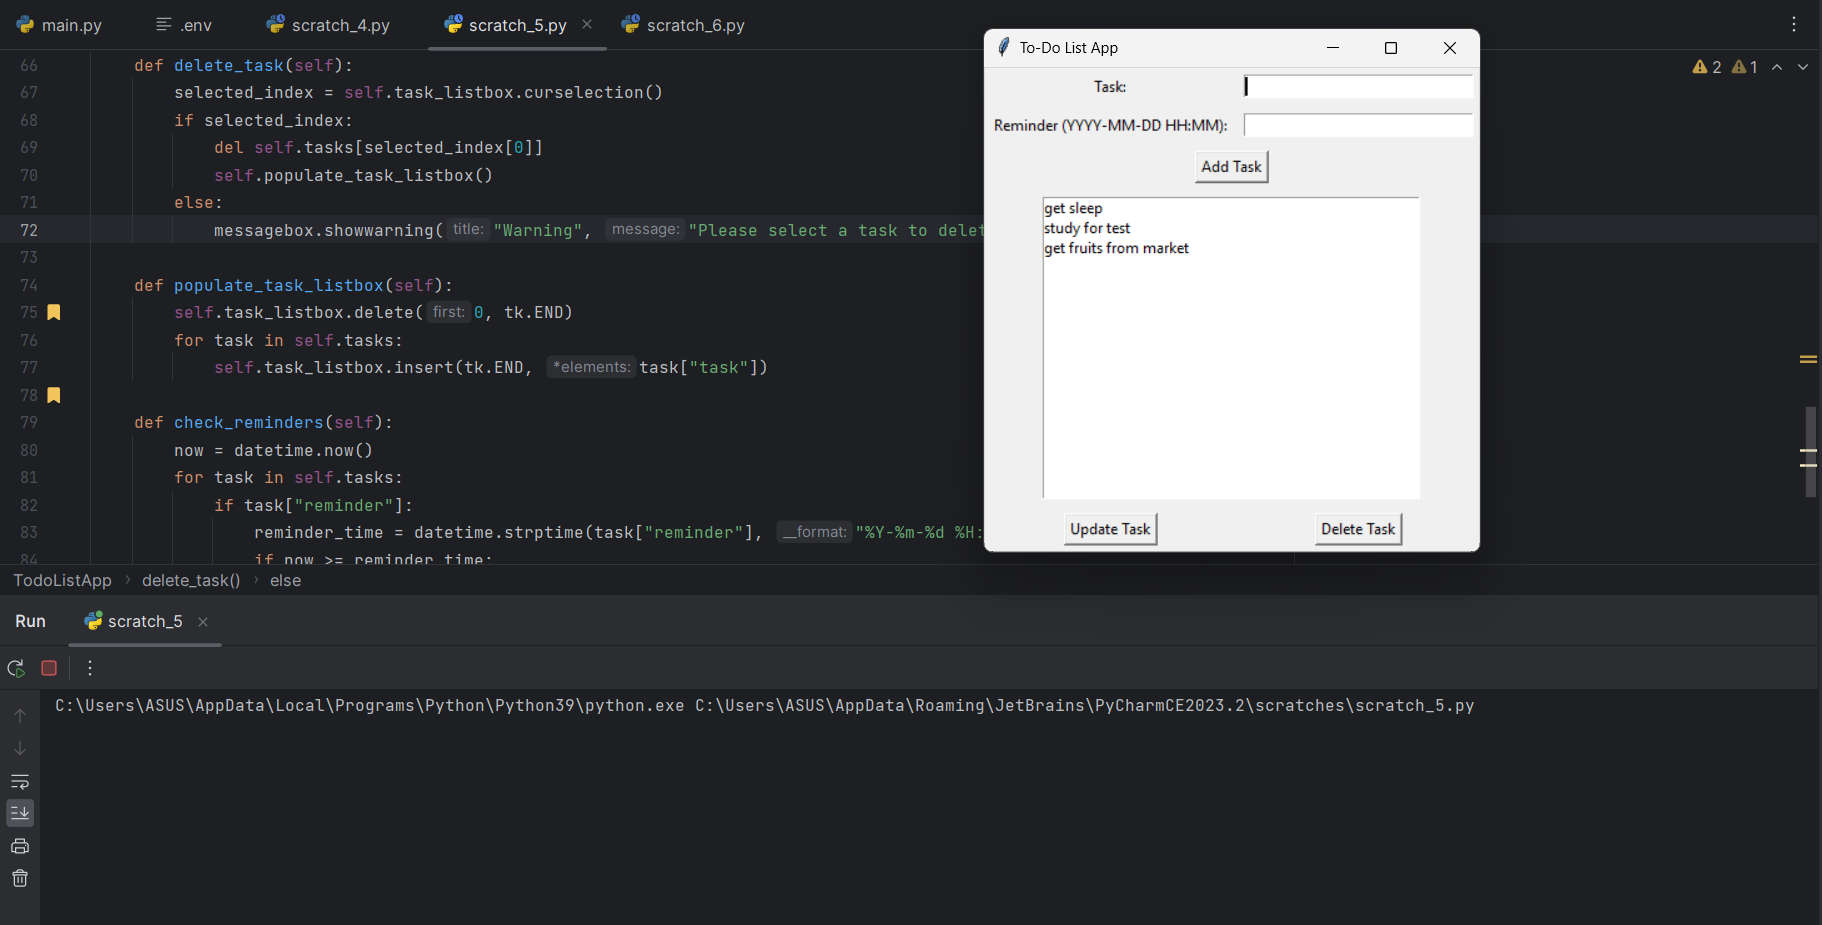 main.py .env scratch_4.py scratch_5.py scratch_6.py
To-Do List App
Task:
Reminder (YYYY-MM-DD HH:MM):
Add Task
get sleep
study for test
get fruits from market
Update Task Delete Task
2 1
66 def delete_task(self):
67 selected_index = self.task_listbox.curselection()
68 if selected_index:
69 del self.tasks[selected_index[0]]
70 self.populate_task_listbox()
71 else:
72 messagebox.showwarning( title: "Warning", message: "Please select a task to delet
73
74 def populate_task_listbox(self):
75 self.task_listbox.delete( first: 0, tk.END)
76 for task in self.tasks:
77 self.task_listbox.insert(tk.END, *elements: task["task"])
78
79 def check_reminders(self):
80 now = datetime.now()
81 for task in self.tasks:
82 if task["reminder"]:
83 reminder_time = datetime.strptime(task["reminder"], __format: "%Y-%m-%d %H:
84 if now >= reminder_time:
TodoListApp › delete_task() › else
Run scratch_5
C:\Users\ASUS\AppData\Local\Programs\Python\Python39\python.exe C:\Users\ASUS\AppData\Roaming\JetBrains\PyCharmCE2023.2\scratches\scratch_5.py